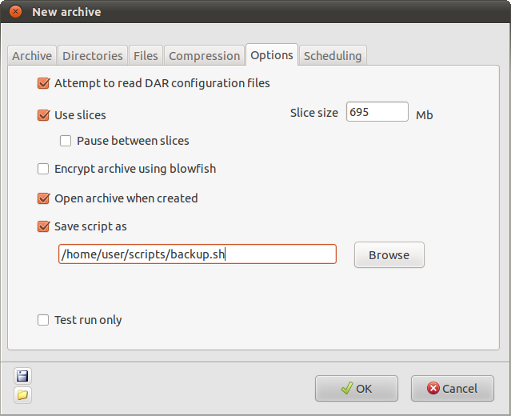 New archive
Archive Directories Files Compression Options Scheduling
Attempt to read DAR configuration files
Use slices Slice size 695 Mb
Pause between slices
Encrypt archive using blowfish
Open archive when created
Save script as
/home/user/scripts/backup.sh Browse
Test run only
OK Cancel